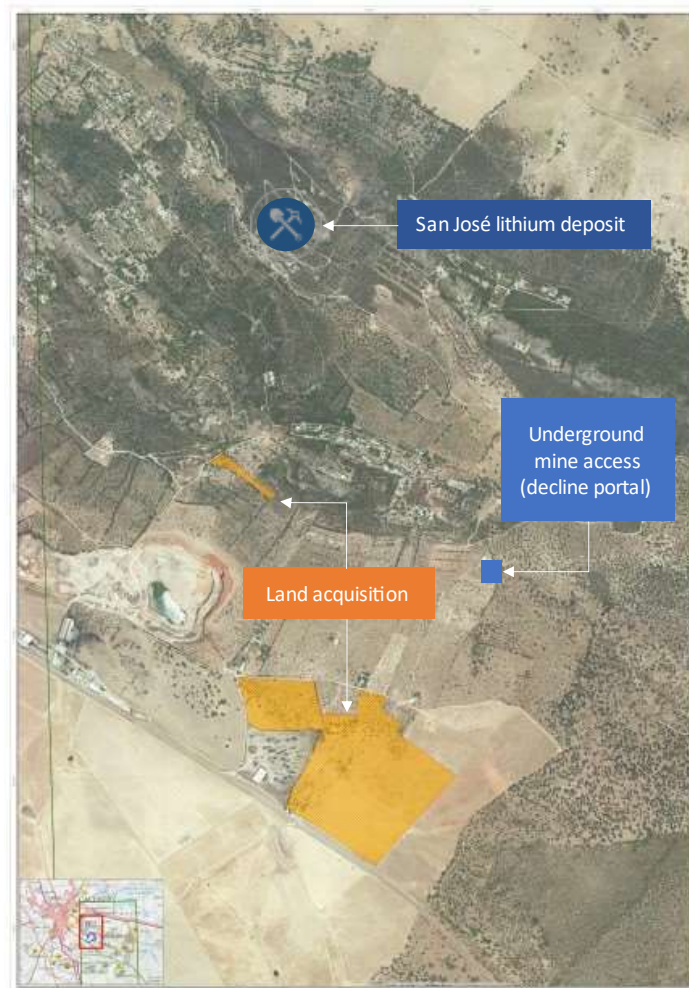 San José lithium deposit
Underground
mine access
(decline portal)
Land acquisition